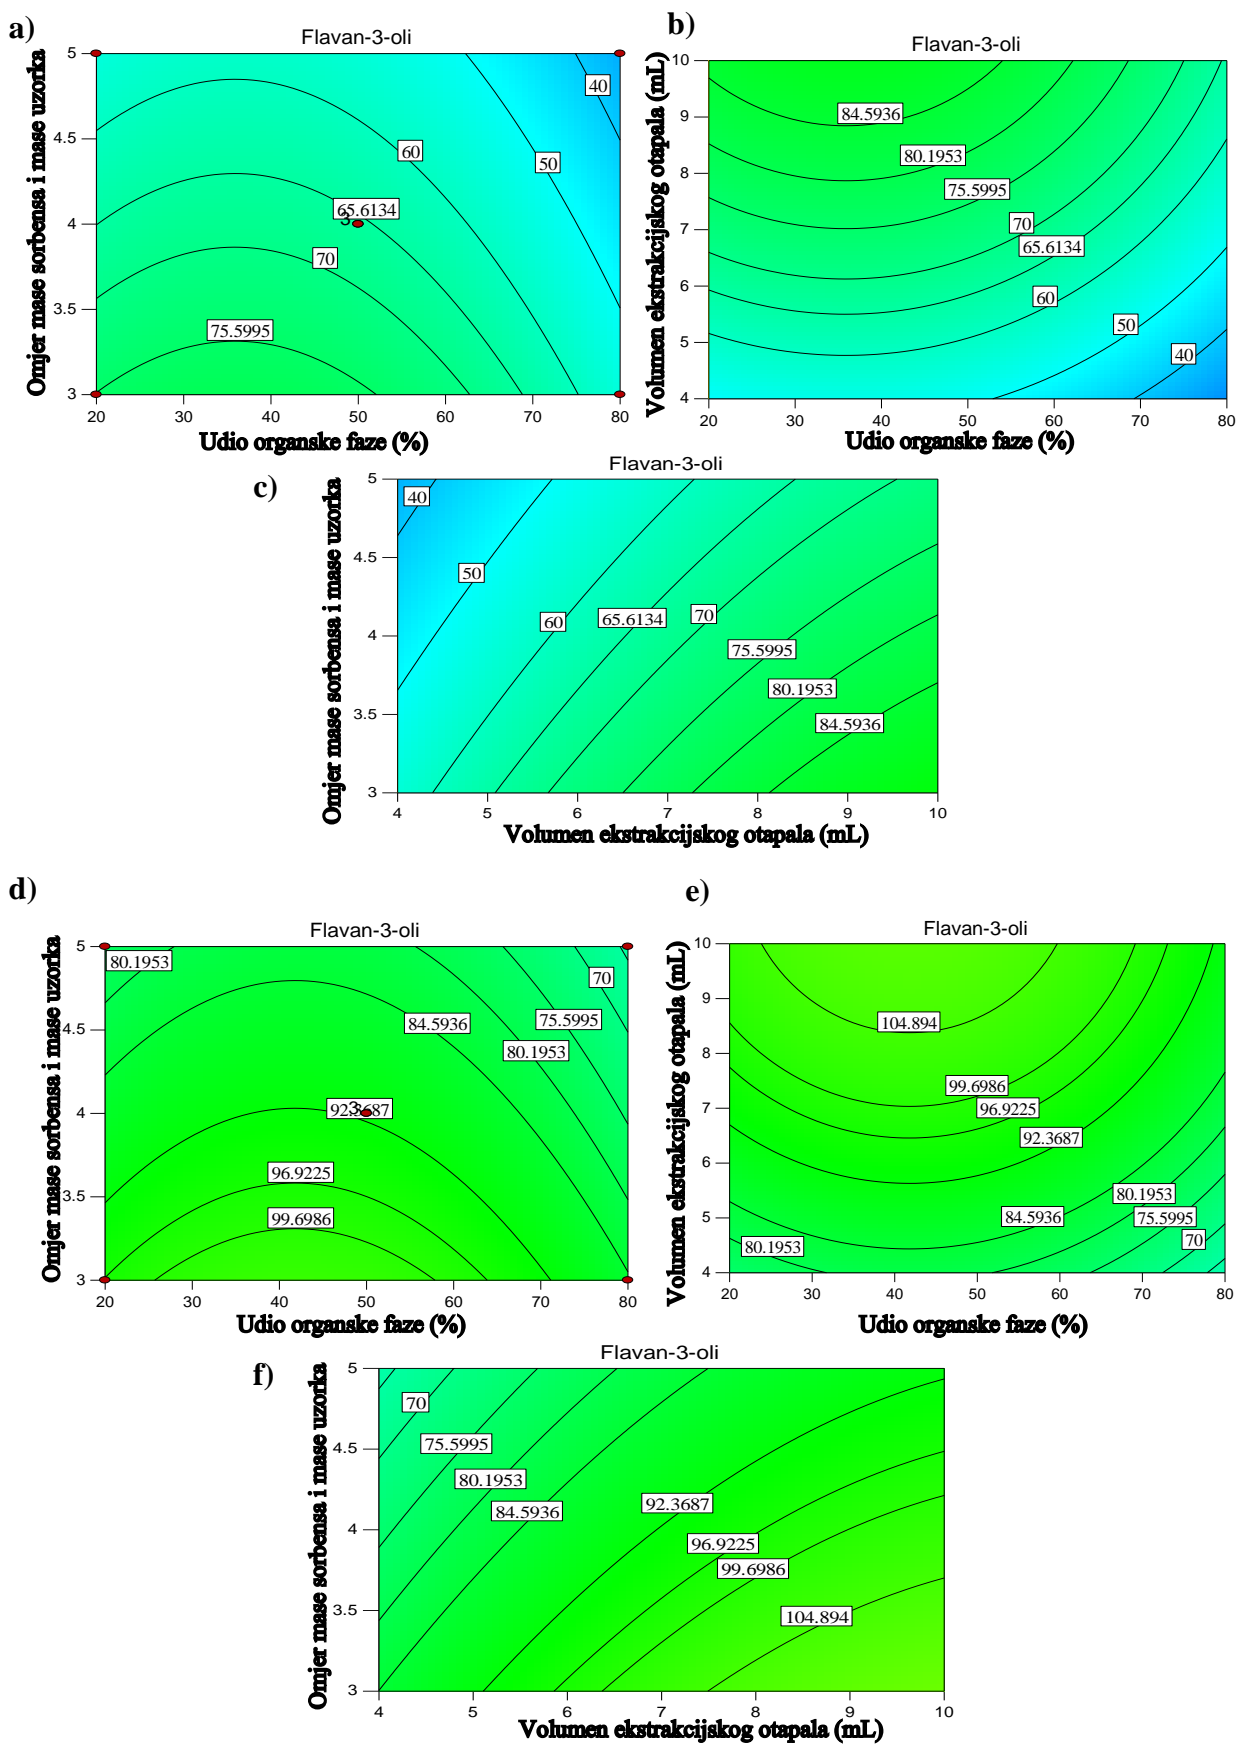 a)
Flavan-3-oli
Omjer mase sorbensa i mase uzorka
5
4.5
4
3.5
3
40
60
50
65.6134
3
70
75.5995
20 30 40 50 60 70 80
Udio organske faze (%)
b)
Flavan-3-oli
Volumen ekstrakcijskog otapala (mL)
10
9
8
7
6
5
4
84.5936
80.1953
75.5995
70
65.6134
60
50
40
20 30 40 50 60 70 80
Udio organske faze (%)
c)
Flavan-3-oli
Omjer mase sorbensa i mase uzorka
5
4.5
4
3.5
3
40
50
60
65.6134
70
75.5995
80.1953
84.5936
4 5 6 7 8 9 10
Volumen ekstrakcijskog otapala (mL)
d)
Flavan-3-oli
Omjer mase sorbensa i mase uzorka
5
4.5
4
3.5
3
80.1953
70
84.5936
75.5995
80.1953
92.3687
3
96.9225
99.6986
20 30 40 50 60 70 80
Udio organske faze (%)
e)
Flavan-3-oli
Volumen ekstrakcijskog otapala (mL)
10
9
8
7
6
5
4
104.894
99.6986
96.9225
92.3687
80.1953
84.5936
75.5995
80.1953
70
20 30 40 50 60 70 80
Udio organske faze (%)
f)
Flavan-3-oli
Omjer mase sorbensa i mase uzorka
5
4.5
4
3.5
3
70
75.5995
80.1953
84.5936
92.3687
96.9225
99.6986
104.894
4 5 6 7 8 9 10
Volumen ekstrakcijskog otapala (mL)